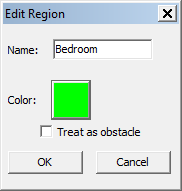 Edit Region
Name: Bedroom
Color:
Treat as obstacle
OK Cancel